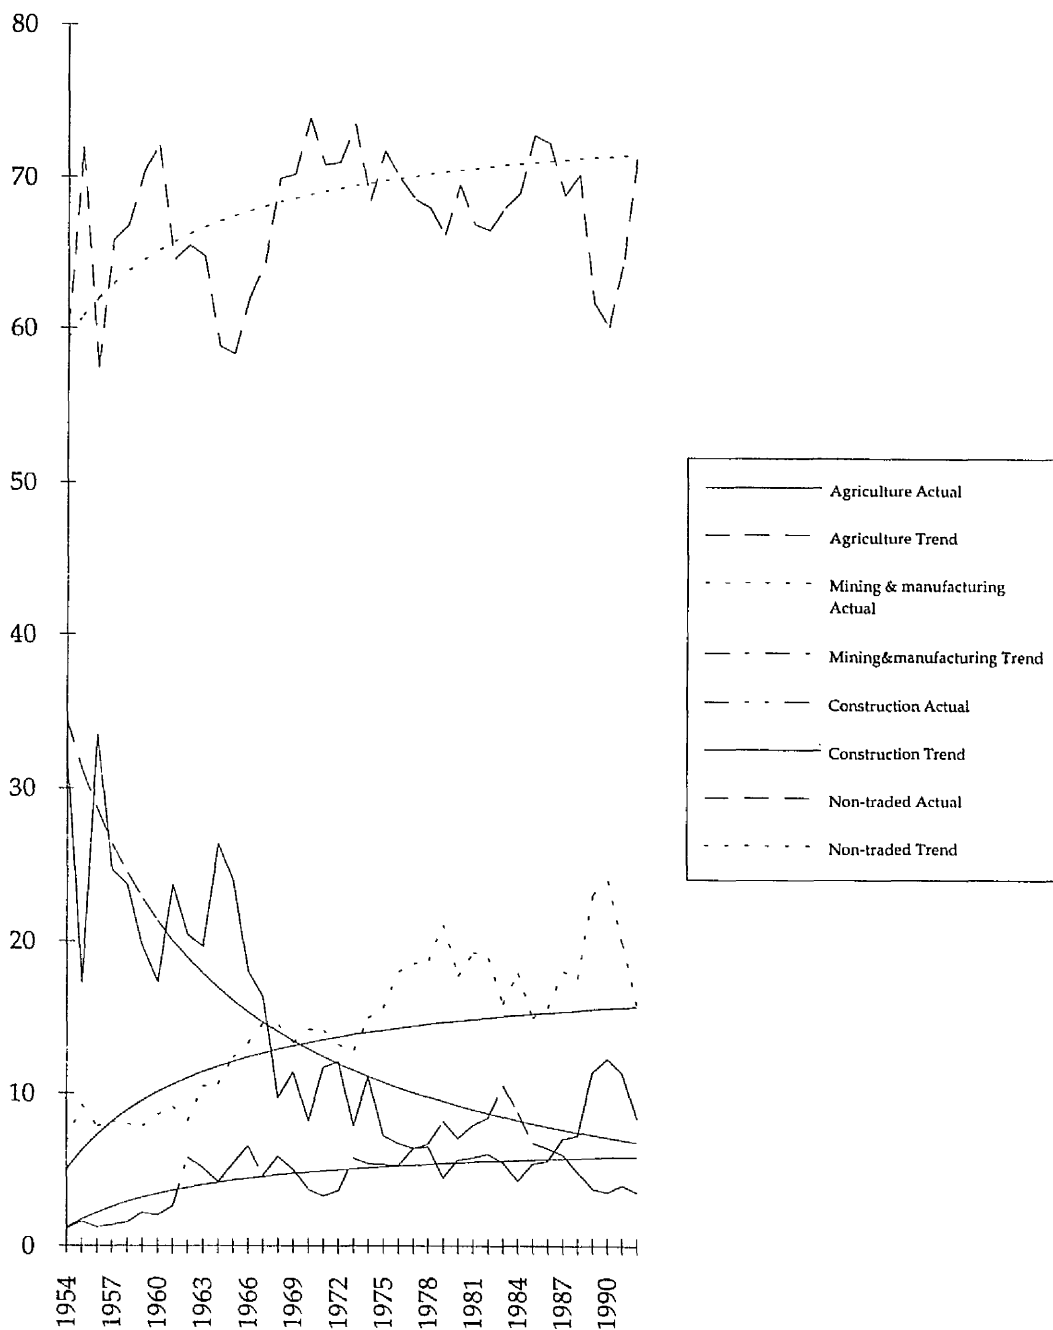 80
70
60
50
40
30
20
10
0
1954
1957
1960
1963
1966
1969
1972
1975
1978
1981
1984
1987
1990
Agriculture Actual
Agriculture Trend
Mining & manufacturing
Actual
Mining&manufacturing Trend
Construction Actual
Construction Trend
Non-traded Actual
Non-traded Trend